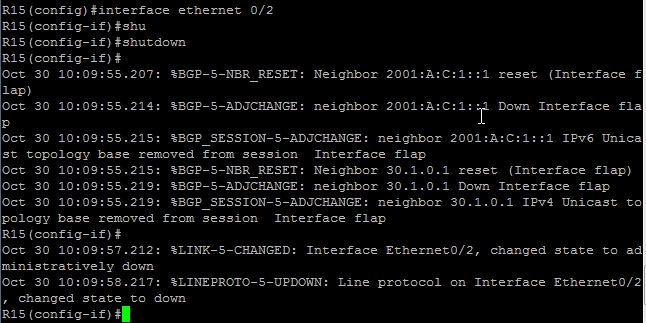 R15(config)#interface ethernet 0/2
R15(config-if)#shu
R15(config-if)#shutdown
R15(config-if)#
Oct 30 10:09:55.207: %BGP-5-NBR_RESET: Neighbor 2001:A:C:1::1 reset (Interface f
lap)
Oct 30 10:09:55.214: %BGP-5-ADJCHANGE: neighbor 2001:A:C:1::1 Down Interface fla
p
Oct 30 10:09:55.215: %BGP_SESSION-5-ADJCHANGE: neighbor 2001:A:C:1::1 IPv6 Unica
st topology base removed from session  Interface flap
Oct 30 10:09:55.215: %BGP-5-NBR_RESET: Neighbor 30.1.0.1 reset (Interface flap)
Oct 30 10:09:55.219: %BGP-5-ADJCHANGE: neighbor 30.1.0.1 Down Interface flap
Oct 30 10:09:55.219: %BGP_SESSION-5-ADJCHANGE: neighbor 30.1.0.1 IPv4 Unicast to
pology base removed from session  Interface flap
R15(config-if)#
Oct 30 10:09:57.212: %LINK-5-CHANGED: Interface Ethernet0/2, changed state to ad
ministratively down
Oct 30 10:09:58.217: %LINEPROTO-5-UPDOWN: Line protocol on Interface Ethernet0/2
, changed state to down
R15(config-if)#